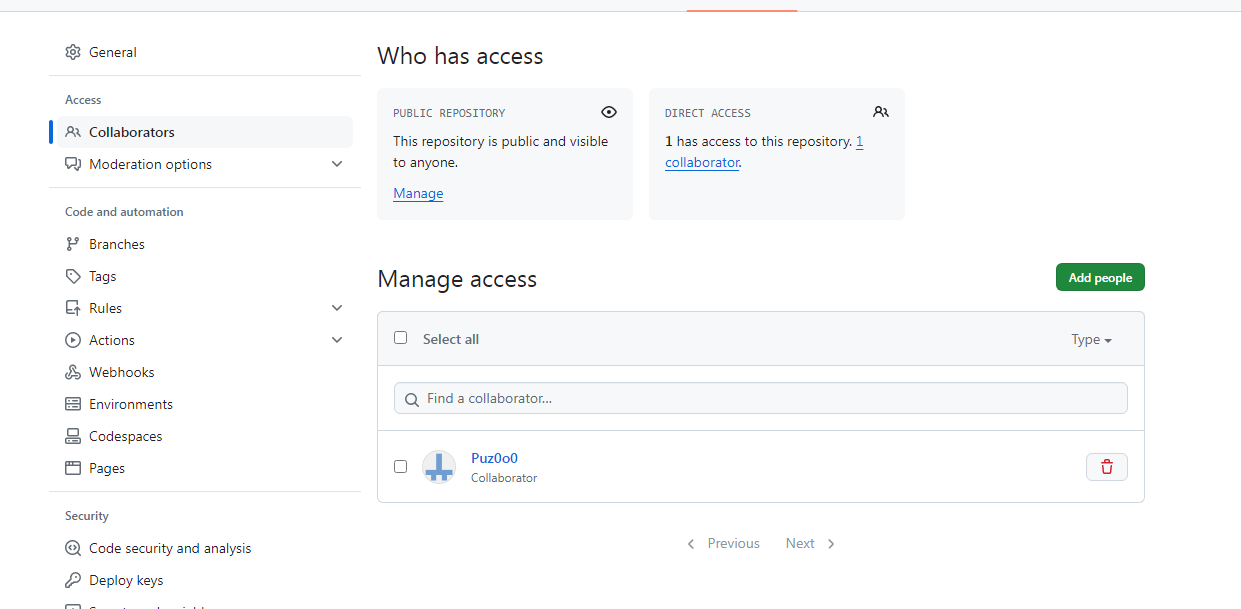 General
Access
Collaborators
Moderation options
Code and automation
Branches
Tags
Rules
Actions
Webhooks
Environments
Codespaces
Pages
Security
Code security and analysis
Deploy keys
Who has access
PUBLIC REPOSITORY
This repository is public and visible
to anyone.
Manage
DIRECT ACCESS
1 has access to this repository. 1
collaborator.
Manage access
Add people
Select all
Type
Find a collaborator...
Puz0o0
Collaborator
Previous
Next